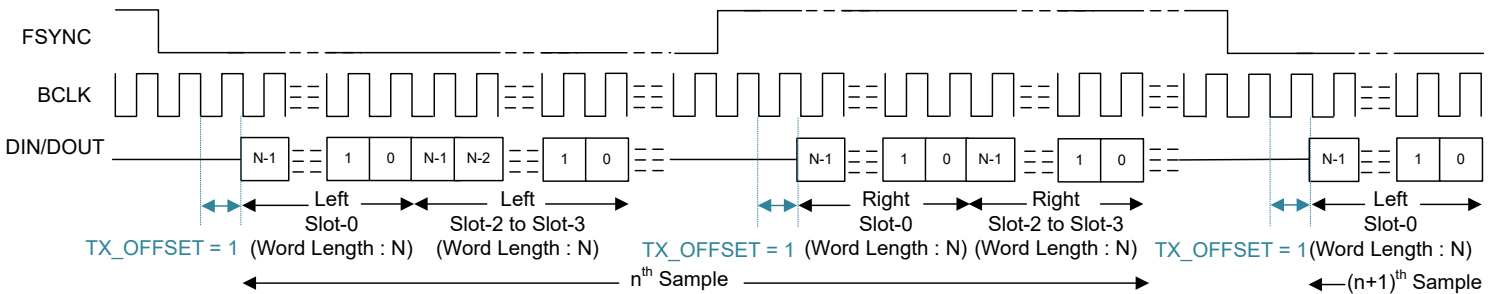 FSYNC
BCLK
DIN/DOUT
N-1 1 0 N-1 N-2 1 0 N-1 1 0 N-1 1 0 N-1 1 0
Left Left Right Right Left
Slot-0 Slot-2 to Slot-3 Slot-0 Slot-2 to Slot-3 Slot-0
TX_OFFSET = 1 (Word Length : N) (Word Length : N) TX_OFFSET = 1 (Word Length : N) (Word Length : N) TX_OFFSET = 1 (Word Length : N)
nth Sample (n+1)th Sample